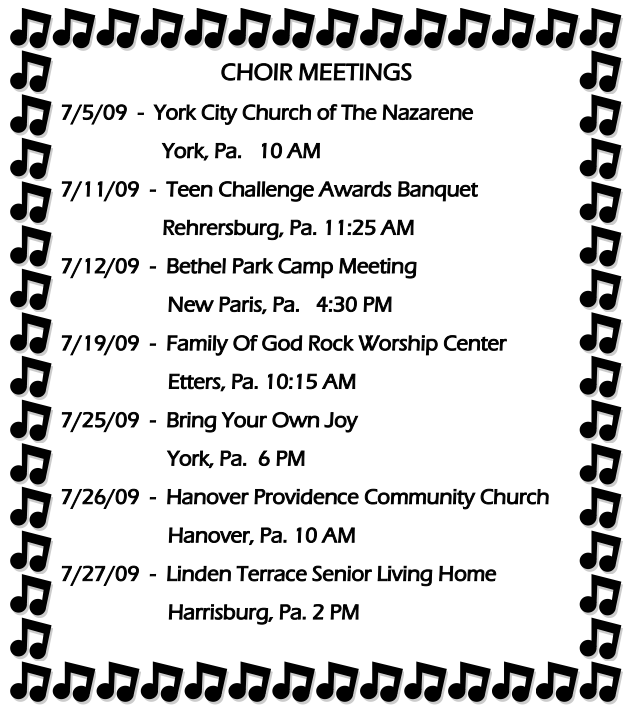 CHOIR MEETINGS
7/5/09 - York City Church of The Nazarene
York, Pa. 10 AM
7/11/09 - Teen Challenge Awards Banquet
Rehrersburg, Pa. 11:25 AM
7/12/09 - Bethel Park Camp Meeting
New Paris, Pa. 4:30 PM
7/19/09 - Family Of God Rock Worship Center
Etters, Pa. 10:15 AM
7/25/09 - Bring Your Own Joy
York, Pa. 6 PM
7/26/09 - Hanover Providence Community Church
Hanover, Pa. 10 AM
7/27/09 - Linden Terrace Senior Living Home
Harrisburg, Pa. 2 PM